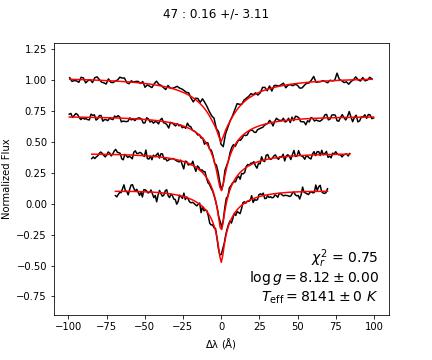 47 : 0.16 +/- 3.11
1.25
1.00
0.75
0.50
0.25
0.00
−0.25
−0.50
−0.75
Normalized Flux
χ²ᵣ = 0.75
log g = 8.12±0.00
T_eff = 8141±0 K
−100 −75 −50 −25 0 25 50 75 100
Δλ (Å)